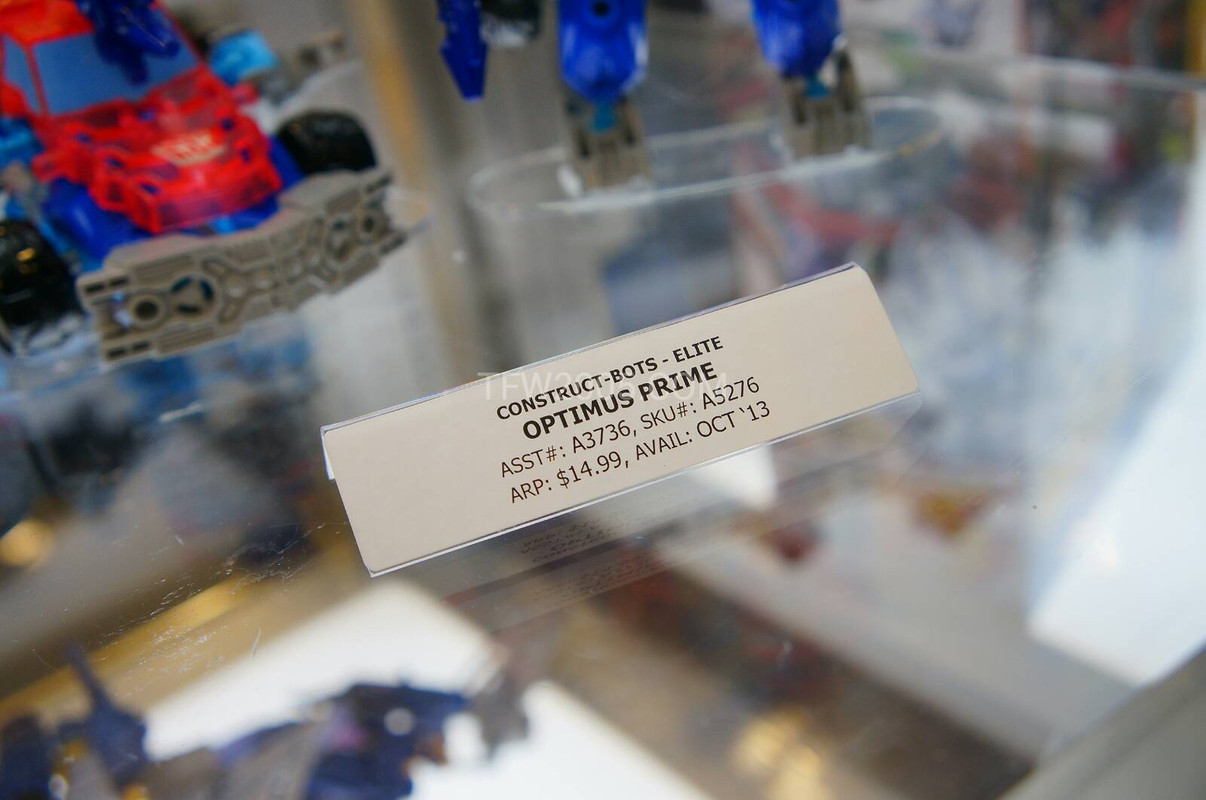 CONSTRUCT-BOTS - ELITE
OPTIMUS PRIME
ASST#: A3736, SKU#: A5276
ARP: $14.99, AVAIL: OCT `13